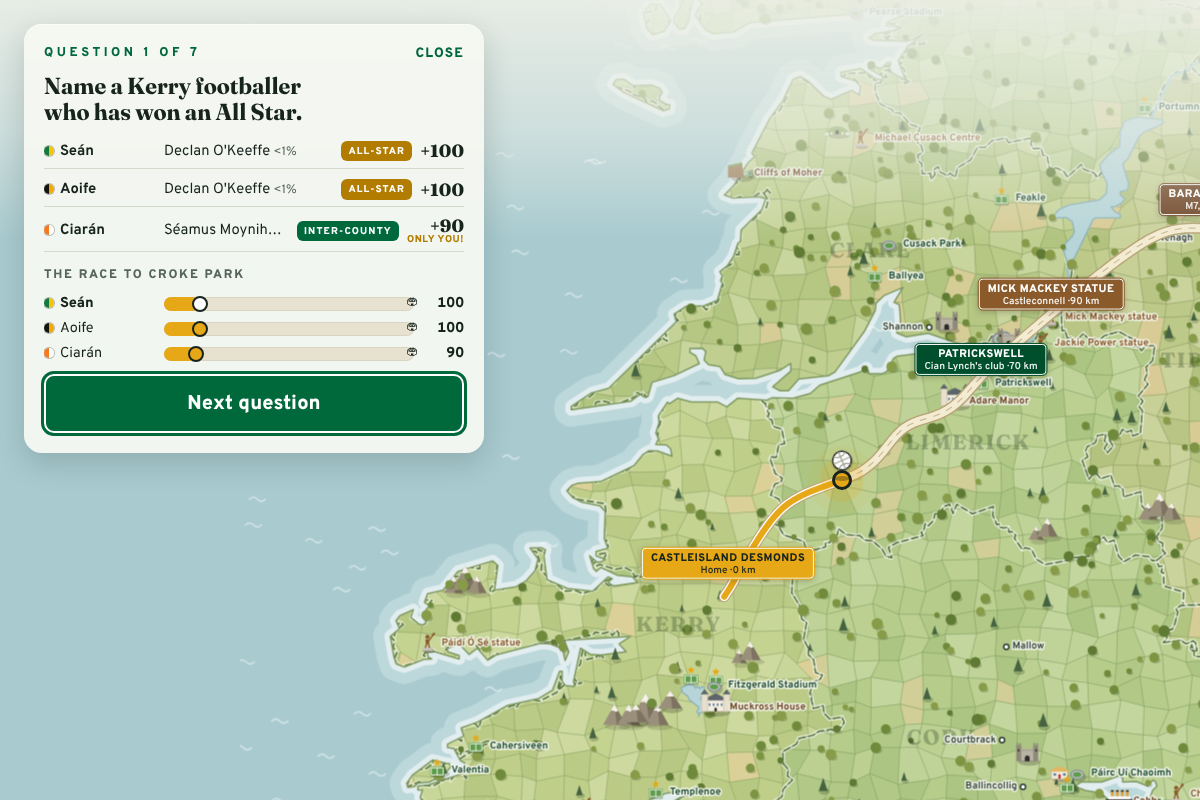 QUESTION 1 OF 7
CLOSE
Name a Kerry footballer
who has won an All Star.
Seán Declan O'Keeffe <1% ALL-STAR +100
Aoife Declan O'Keeffe <1% ALL-STAR +100
Ciarán Séamus Moynih... INTER-COUNTY +90
ONLY YOU!
THE RACE TO CROKE PARK
Seán 100
Aoife 100
Ciarán 90
Next question
Pearse Stadium
Portumn
Michael Cusack Centre
Cliffs of Moher
Feakle
BARA
M7,
enagh
CLARE
Cusack Park
Ballyea
MICK MACKEY STATUE
Castleconnell ·90 km
Mick Mackey statue
Shannon
Jackie Power statue
PATRICKSWELL
Cian Lynch's club ·70 km
TIP
Patrickswell
Adare Manor
LIMERICK
CASTLEISLAND DESMONDS
Home ·0 km
KERRY
Páidí Ó Sé statue
Mallow
Fitzgerald Stadium
Muckross House
CORK
Courtbrack
Cahersiveen
Valentia
Páirc Uí Chaoimh
Ballincollig
Templenoe